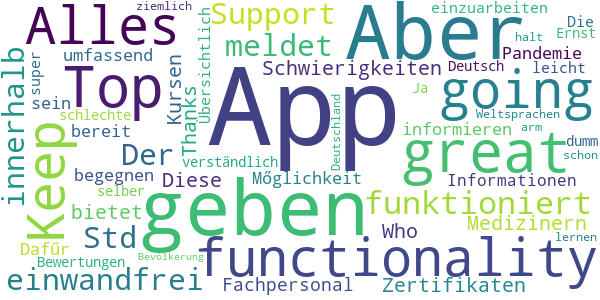 ziemlich
Alles
Support
Aber
einzuarbeiten
Die
Ernst
meldet
umfassend
Top
super
innerhalb
Kursen
Übersichtlich
Schwierigkeiten
Deutsch
Pandemie
halt
App
going
leicht
sein
Thanks
Ja
Weltsprachen
schlechte
bereit
Keep
Deutschland
informieren
arm
dumm
great
Der
verständlich
schon
begegnen
Diese
Möglichkeit
Informationen
selber
geben
funktioniert
lernen
bietet
Std
Who
Medizinern
Dafür
functionality
Bewertungen
Bevolkerung
einwandfrei
Fachpersonal
Zertifikaten